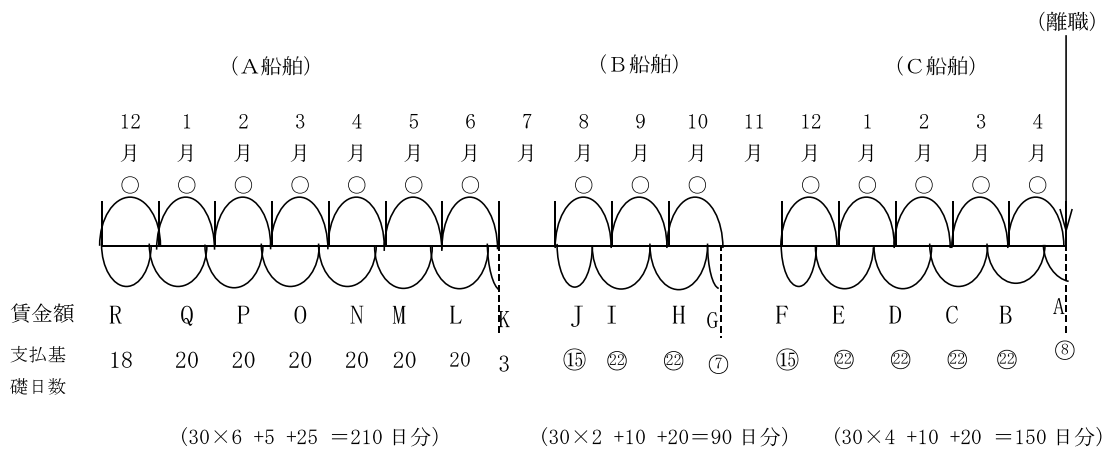 (離職)
(A船舶) (B船舶) (C船舶)
12 1 2 3 4 5 6 7 8 9 10 11 12 1 2 3 4
月 月 月 月 月 月 月 月 月 月 月 月 月 月 月 月 月
○ ○ ○ ○ ○ ○ ○ ○ ○ ○ ○ ○ ○ ○ ○
賃金額 R Q P O N M L K J I H G F E D C B A
支払基 18 20 20 20 20 20 20 3 ⑮ ㉒ ㉒ ⑦ ⑮ ㉒ ㉒ ㉒ ㉒ ⑧
礎日数
(30×6 +5 +25 =210 日分) (30×2 +10 +20=90 日分) (30×4 +10 +20 =150 日分)